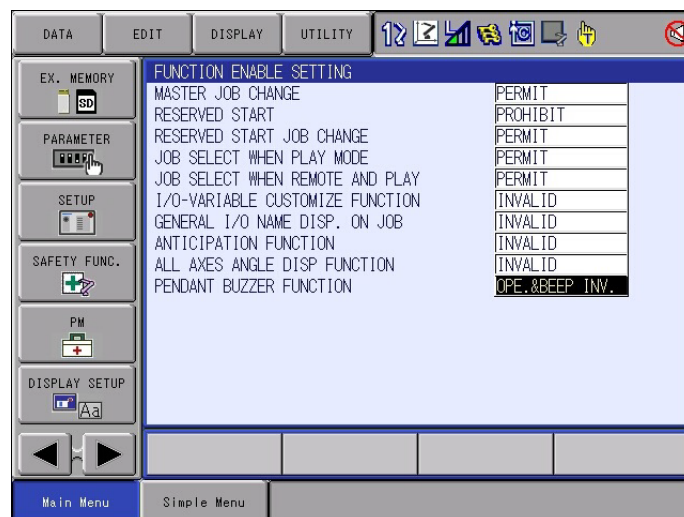 DATA
EDIT
DISPLAY
UTILITY
12
EX. MEMORY
SD
PARAMETER
SETUP
SAFETY FUNC.
PM
DISPLAY SETUP
Aa
FUNCTION ENABLE SETTING
MASTER JOB CHANGE PERMIT
RESERVED START PROHIBIT
RESERVED START JOB CHANGE PERMIT
JOB SELECT WHEN PLAY MODE PERMIT
JOB SELECT WHEN REMOTE AND PLAY PERMIT
I/O-VARIABLE CUSTOMIZE FUNCTION INVALID
GENERAL I/O NAME DISP. ON JOB INVALID
ANTICIPATION FUNCTION INVALID
ALL AXES ANGLE DISP FUNCTION INVALID
PENDANT BUZZER FUNCTION OPE.&BEEP INV.
Main Menu
Simple Menu